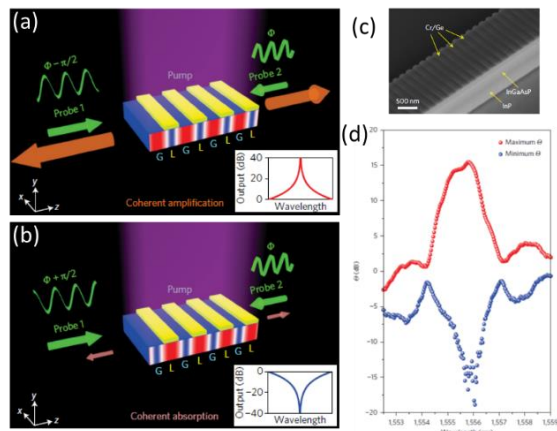 (a)
Φ − π/2
Probe 1
Pump
Φ
Probe 2
G L G L G L G L
Coherent amplification
Output (dB)
40
20
0
Wavelength
y
x
z
(b)
Φ + π/2
Probe 1
Pump
Φ
Probe 2
G L G L G L G L
Coherent absorption
Output (dB)
0
−20
−40
Wavelength
y
x
z
(c)
Cr/Ge
InGaAsP
InP
500 nm
(d)
Maximum Θ
Minimum Θ
Θ (dB)
20
15
10
5
0
−5
−10
−15
−20
1,553 1,554 1,555 1,556 1,557 1,558 1,559